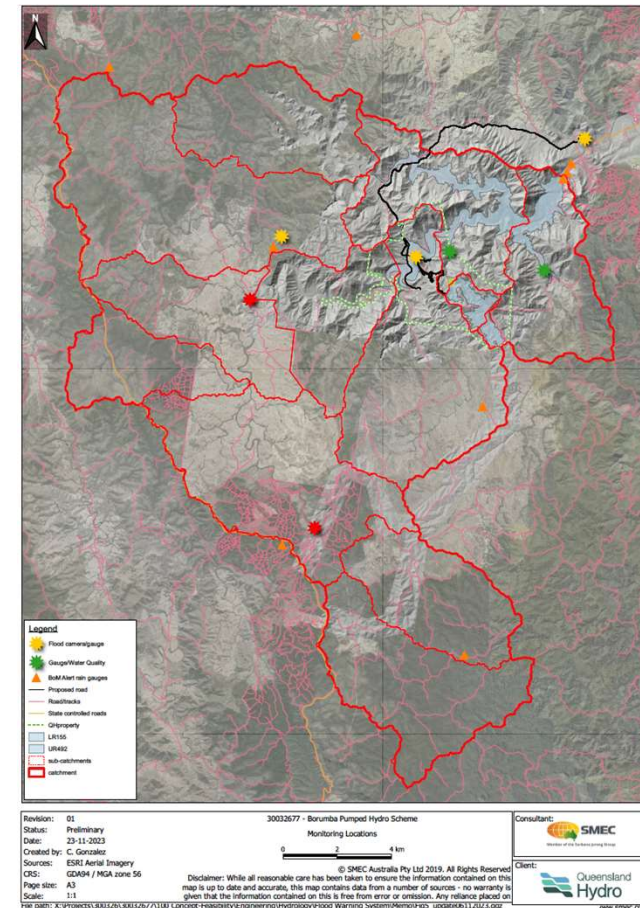 N
Legend
Flood camera/gauge
Gauge/Water Quality
BoM Alert rain gauges
Proposed road
Road/tracks
State controlled roads
QHproperty
LR155
UR492
sub-catchments
catchment
Revision: 01
Status: Preliminary
Date: 23-11-2023
Created by: C. Gonzalez
Sources: ESRI Aerial Imagery
CRS: GDA94 / MGA zone 56
Page size: A3
Scale: 1:1
30032677 - Borumba Pumped Hydro Scheme
Monitoring Locations
0 2 4 km
© SMEC Australia Pty Ltd 2019. All Rights Reserved
Disclaimer: While all reasonable care has been taken to ensure the information contained on this
map is up to date and accurate, this map contains data from a number of sources - no warranty is
given that the information contained on this is free from error or omission. Any reliance placed on
Consultant:
SMEC
Member of the Surbana Jurong Group
Client:
Queensland
Hydro